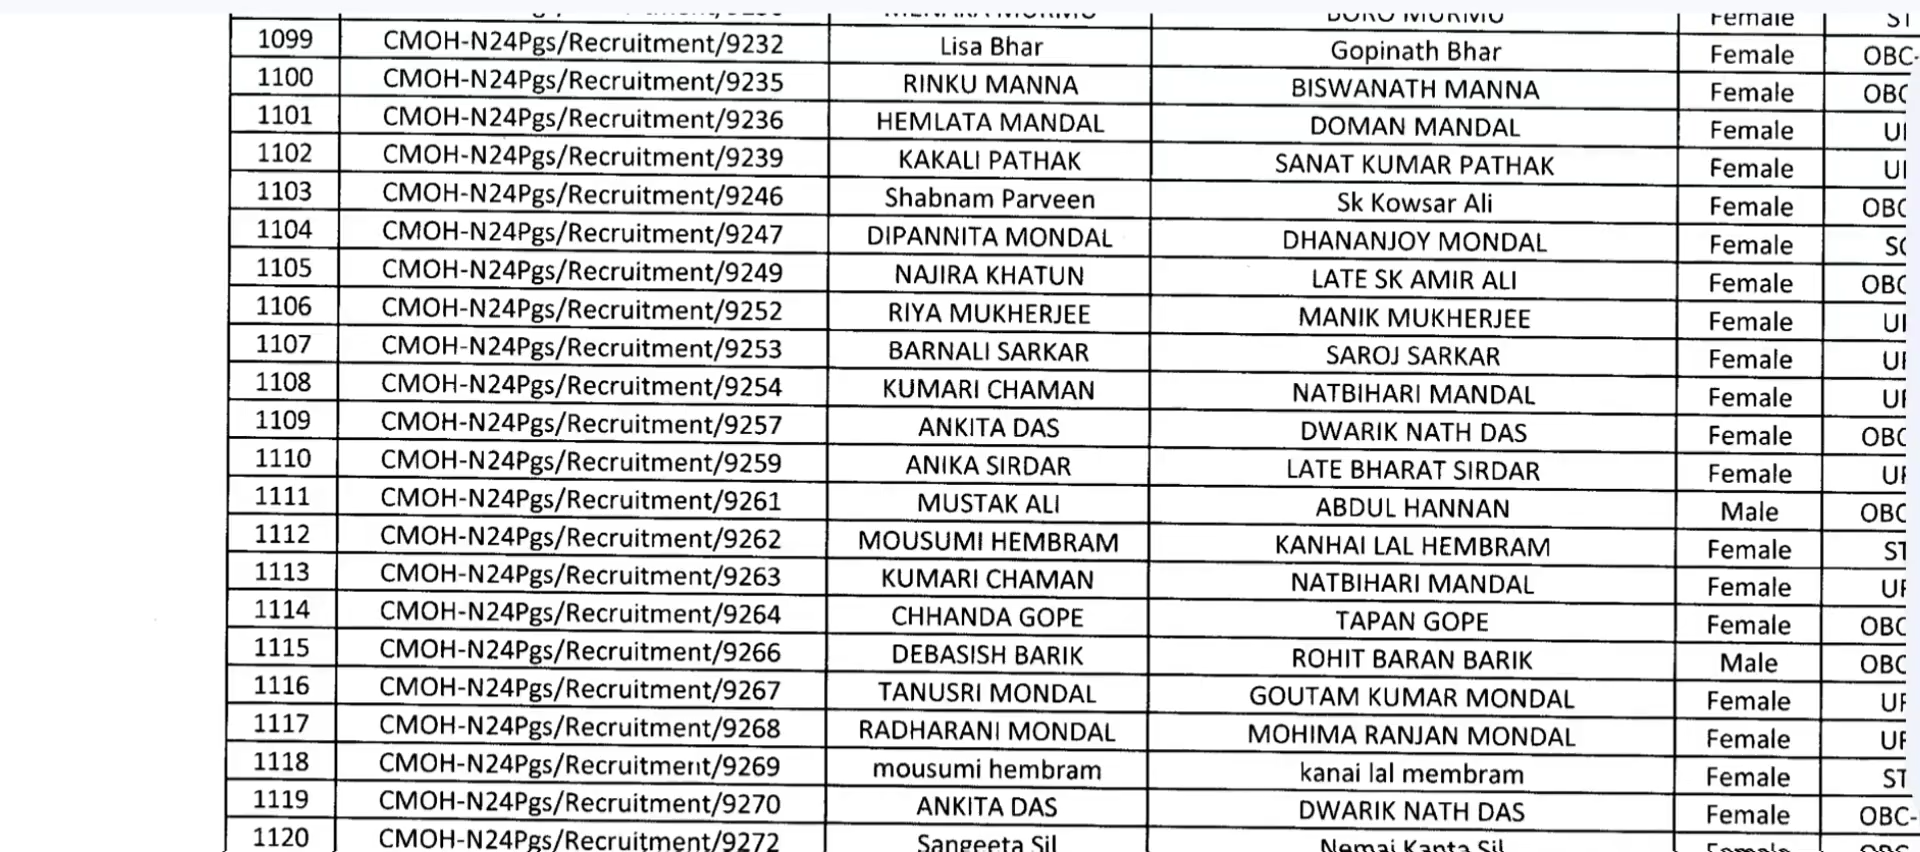 Female ST
1099 CMOH-N24Pgs/Recruitment/9232 Lisa Bhar Gopinath Bhar Female OBC-
1100 CMOH-N24Pgs/Recruitment/9235 RINKU MANNA BISWANATH MANNA Female OBC
1101 CMOH-N24Pgs/Recruitment/9236 HEMLATA MANDAL DOMAN MANDAL Female
1102 CMOH-N24Pgs/Recruitment/9239 KAKALI PATHAK SANAT KUMAR PATHAK Female
1103 CMOH-N24Pgs/Recruitment/9246 Shabnam Parveen Sk Kowsar Ali Female OBC
1104 CMOH-N24Pgs/Recruitment/9247 DIPANNITA MONDAL DHANANJOY MONDAL Female SC
1105 CMOH-N24Pgs/Recruitment/9249 NAJIRA KHATUN LATE SK AMIR ALI Female OBC
1106 CMOH-N24Pgs/Recruitment/9252 RIYA MUKHERJEE MANIK MUKHERJEE Female
1107 CMOH-N24Pgs/Recruitment/9253 BARNALI SARKAR SAROJ SARKAR Female UR
1108 CMOH-N24Pgs/Recruitment/9254 KUMARI CHAMAN NATBIHARI MANDAL Female UR
1109 CMOH-N24Pgs/Recruitment/9257 ANKITA DAS DWARIK NATH DAS Female OBC
1110 CMOH-N24Pgs/Recruitment/9259 ANIKA SIRDAR LATE BHARAT SIRDAR Female UR
1111 CMOH-N24Pgs/Recruitment/9261 MUSTAK ALI ABDUL HANNAN Male OBC
1112 CMOH-N24Pgs/Recruitment/9262 MOUSUMI HEMBRAM KANHAI LAL HEMBRAM Female ST
1113 CMOH-N24Pgs/Recruitment/9263 KUMARI CHAMAN NATBIHARI MANDAL Female UR
1114 CMOH-N24Pgs/Recruitment/9264 CHHANDA GOPE TAPAN GOPE Female OBC
1115 CMOH-N24Pgs/Recruitment/9266 DEBASISH BARIK ROHIT BARAN BARIK Male OBC
1116 CMOH-N24Pgs/Recruitment/9267 TANUSRI MONDAL GOUTAM KUMAR MONDAL Female UR
1117 CMOH-N24Pgs/Recruitment/9268 RADHARANI MONDAL MOHIMA RANJAN MONDAL Female UR
1118 CMOH-N24Pgs/Recruitment/9269 mousumi hembram kanai lal membram Female ST
1119 CMOH-N24Pgs/Recruitment/9270 ANKITA DAS DWARIK NATH DAS Female OBC-
1120 CMOH-N24Pgs/Recruitment/9272 Sangeeta Sil Nemai Kanta Sil Female OBC